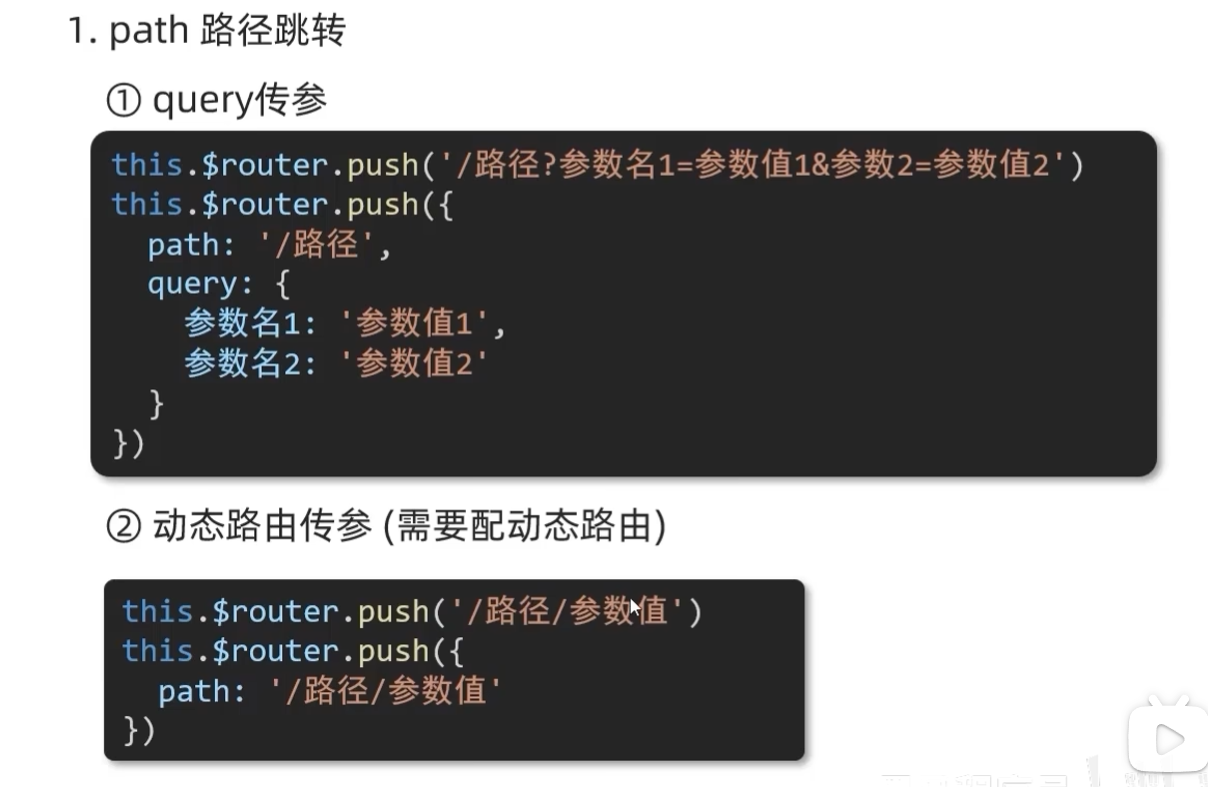 1. path 路径跳转
① query传参
this.$router.push('/路径?参数名1=参数值1&参数2=参数值2')
this.$router.push({
  path: '/路径',
  query: {
    参数名1: '参数值1',
    参数名2: '参数值2'
  }
})
② 动态路由传参 (需要配动态路由)
this.$router.push('/路径/参数值')
this.$router.push({
  path: '/路径/参数值'
})